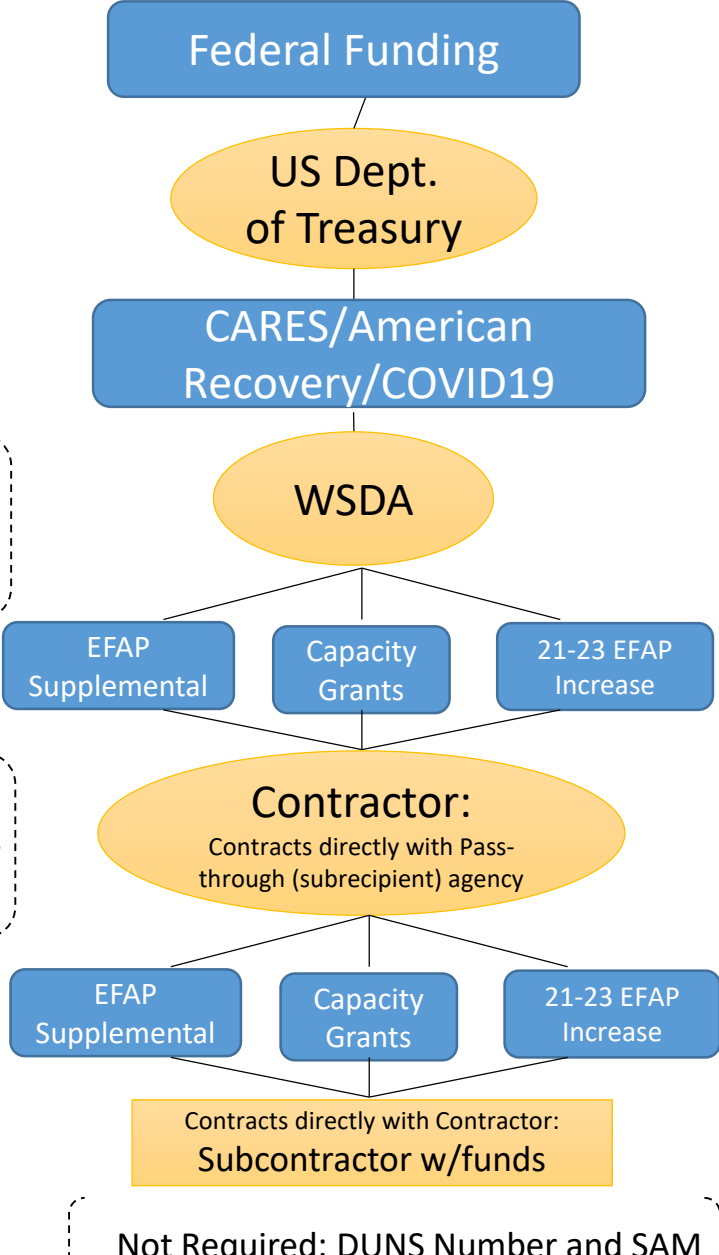 Federal Funding
US Dept.
of Treasury
CARES/American
Recovery/COVID19
WSDA
EFAP
Supplemental
Capacity
Grants
21-23 EFAP
Increase
Contractor:
Contracts directly with Pass-
through (subrecipient) agency
EFAP
Supplemental
Capacity
Grants
21-23 EFAP
Increase
Contracts directly with Contractor:
Subcontractor w/funds
Not Required: DUNS Number and SAM